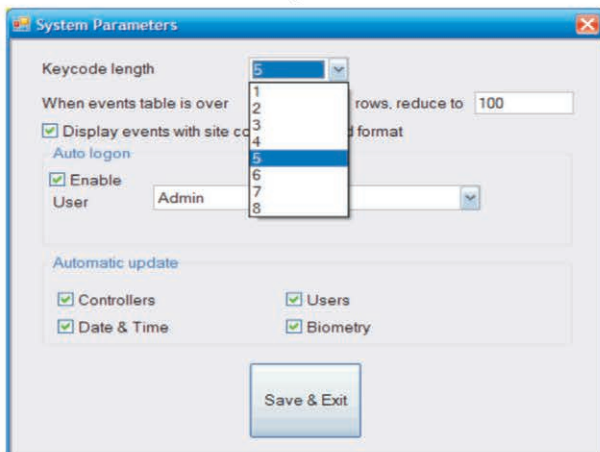 System Parameters
Keycode length 5
1
When events table is over 2 rows, reduce to 100
3
Display events with site co d format
4
Auto logon 5
Enable 6
User Admin 7
8
Automatic update
Controllers Users
Date & Time Biometry
Save & Exit